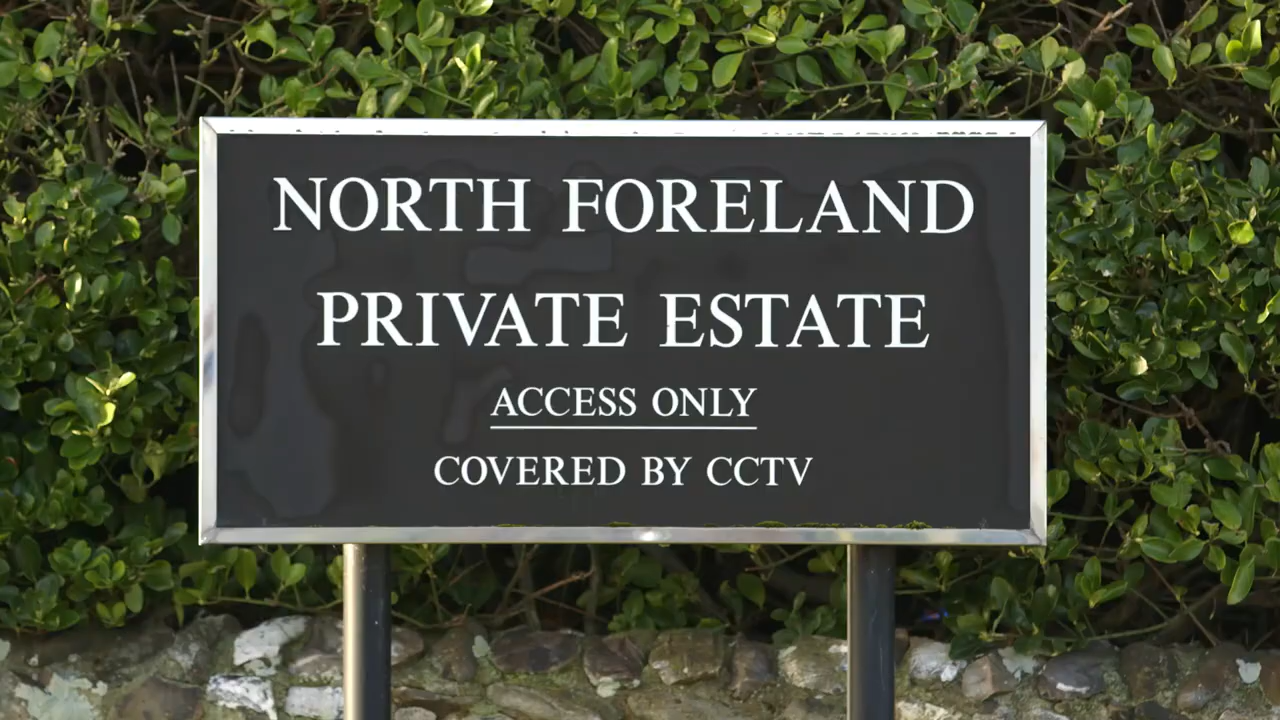 NORTH FORELAND
PRIVATE ESTATE
ACCESS ONLY
COVERED BY CCTV